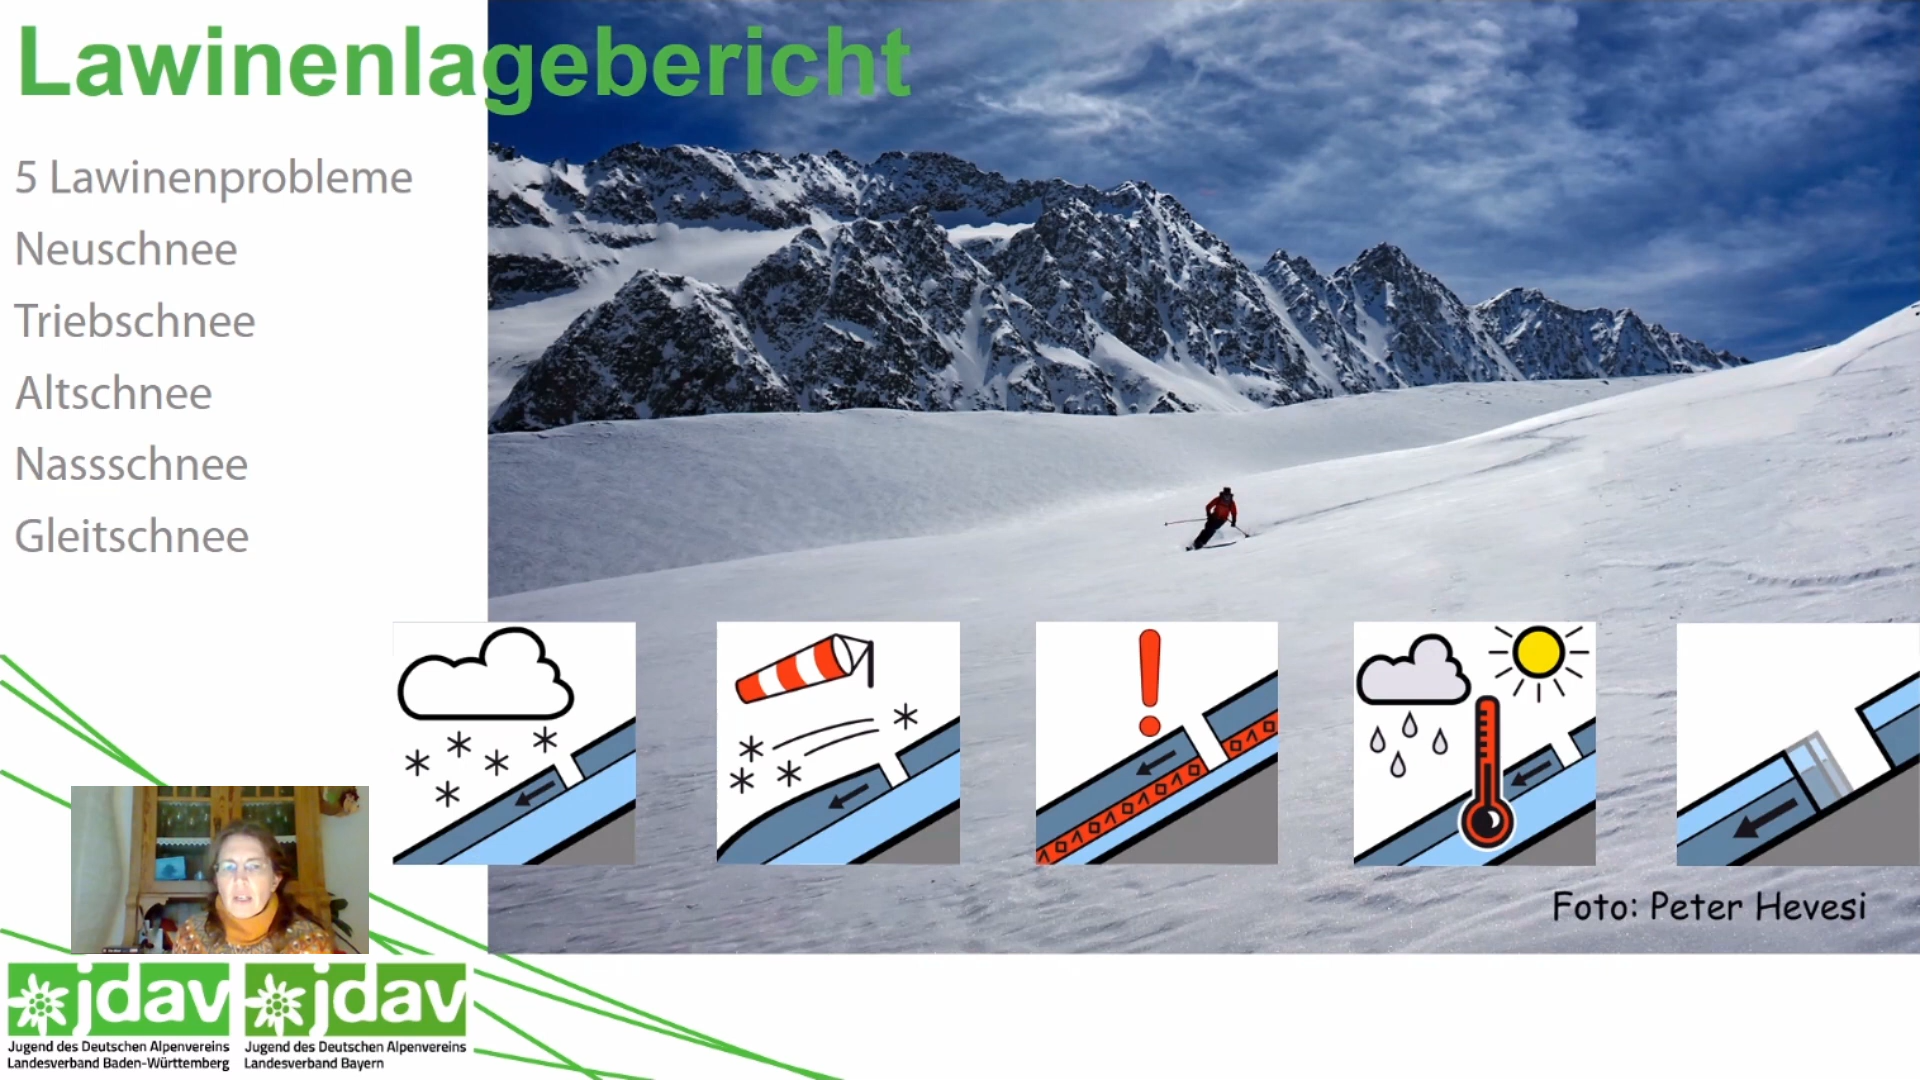 Lawinenlagebericht
5 Lawinenprobleme
Neuschnee
Triebschnee
Altschnee
Nassschnee
Gleitschnee
Foto: Peter Hevesi
jdav
Jugend des Deutschen Alpenvereins
Landesverband Baden-Württemberg
jdav
Jugend des Deutschen Alpenvereins
Landesverband Bayern